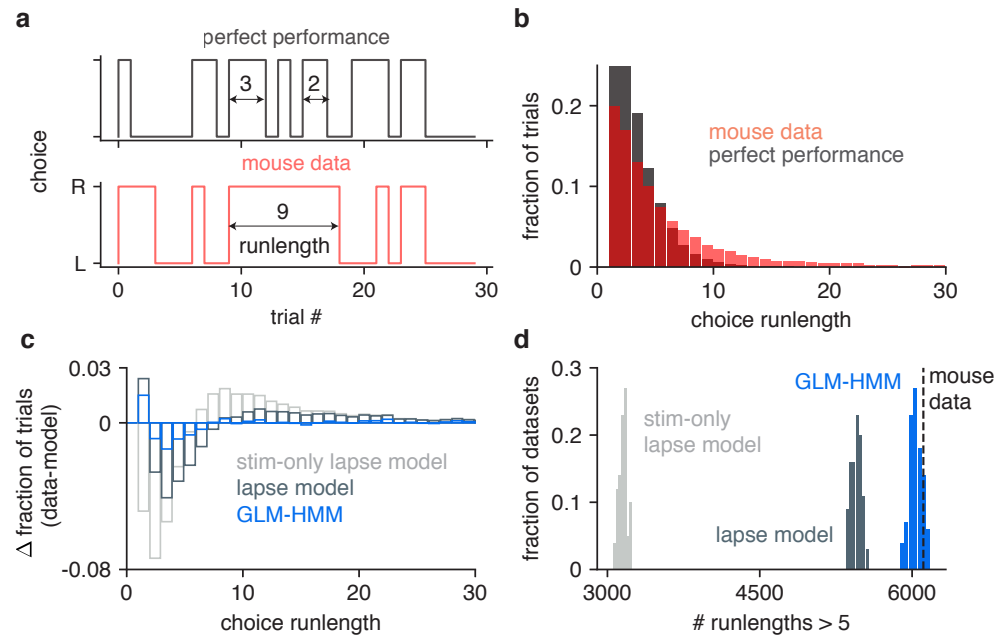 a
perfect performance
3
2
mouse data
choice
R
9
runlength
L
0
10
20
30
trial #
b
fraction of trials
0.2
0.1
0
mouse data
perfect performance
0
10
20
30
choice runlength
c
Δ fraction of trials
(data-model)
0.03
0
-0.08
stim-only lapse model
lapse model
GLM-HMM
0
10
20
30
choice runlength
d
fraction of datasets
0.3
0.2
0.1
0
GLM-HMM
mouse
data
stim-only
lapse model
lapse model
3000
4500
6000
# runlengths > 5